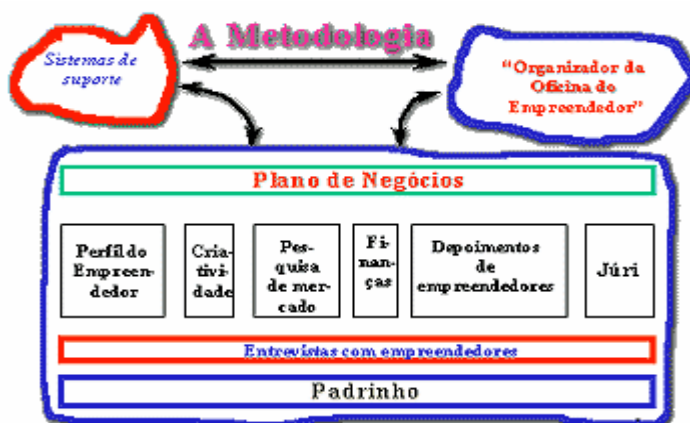 A Metodologia
Sistemas de
suporte
“Organizador da
Oficina do
Empreendedor”
Plano de Negócios
Perfil do
Empreen-
dedor
Cria-
tivi-
dade
Pes-
quisa
de mer-
cado
Fi-
nan-
ças
Depoimentos
de
empreendedores
Júri
Entrevistas com empreendedores
Padrinho